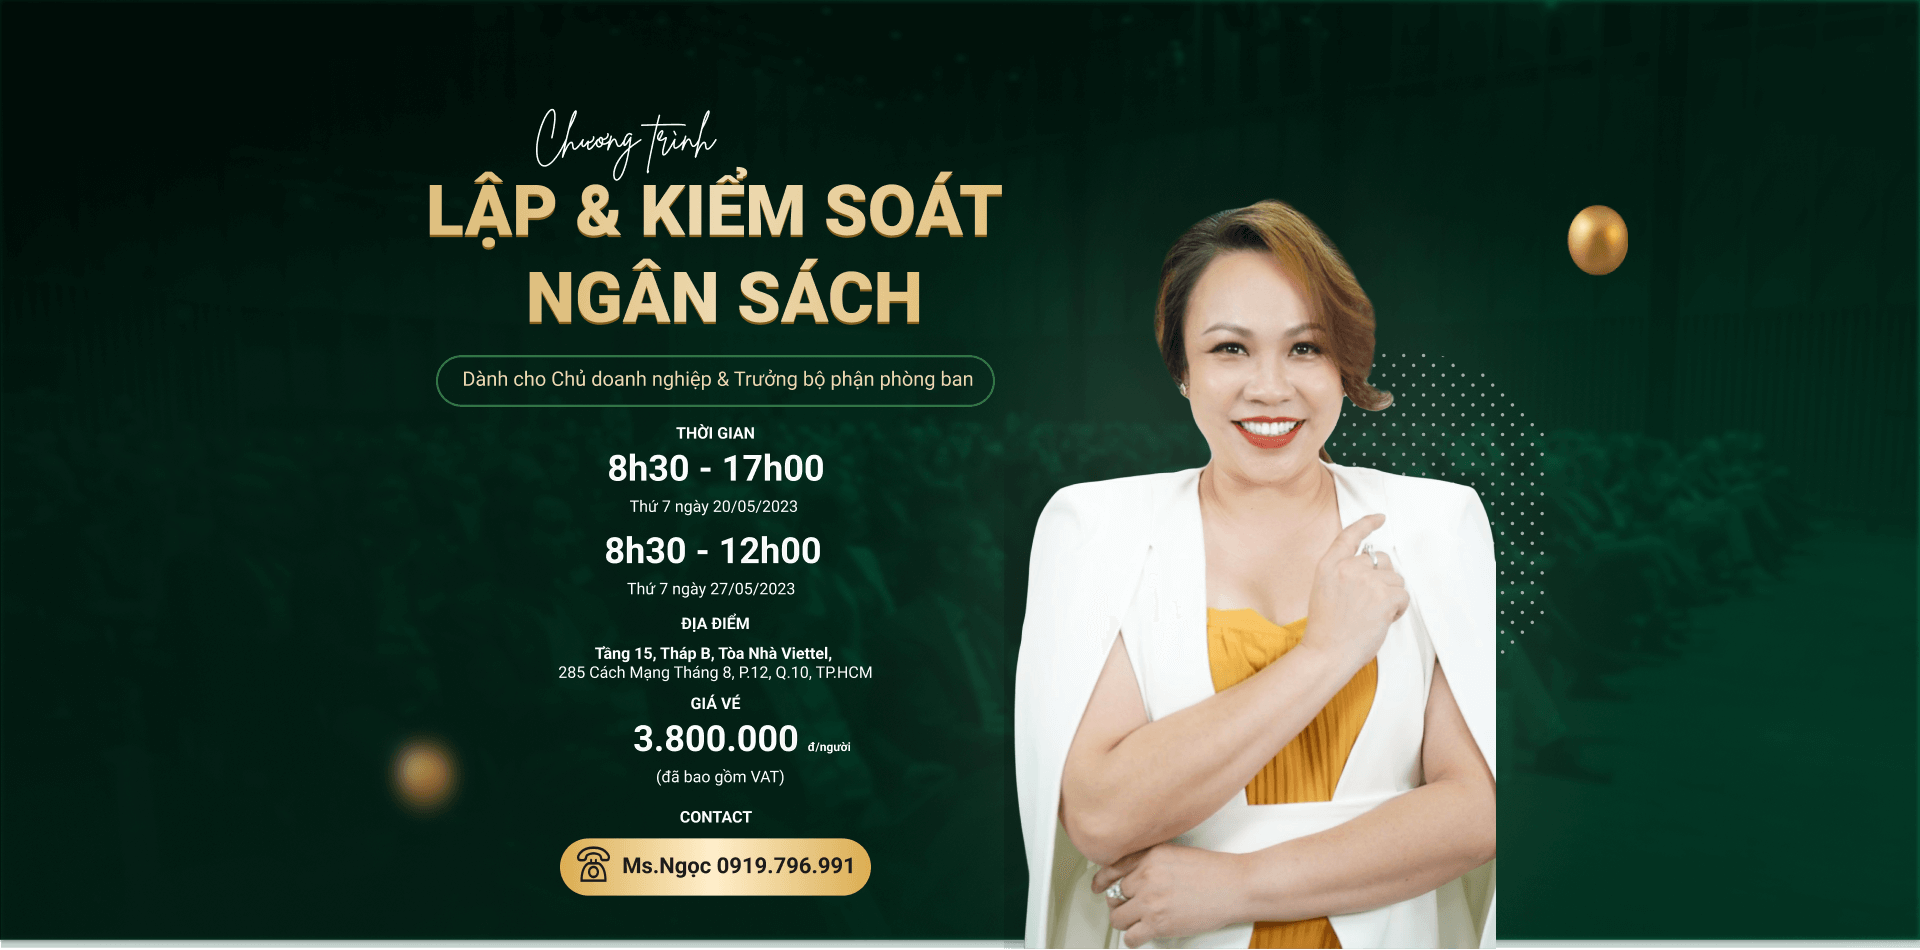 Chương trình
LẬP & KIỂM SOÁT
NGÂN SÁCH
Dành cho Chủ doanh nghiệp & Trưởng bộ phận phòng ban
THỜI GIAN
8h30 - 17h00
Thứ 7 ngày 20/05/2023
8h30 - 12h00
Thứ 7 ngày 27/05/2023
ĐỊA ĐIỂM
Tầng 15, Tháp B, Tòa Nhà Viettel,
285 Cách Mạng Tháng 8, P.12, Q.10, TP.HCM
GIÁ VÉ
3.800.000 đ/người
(đã bao gồm VAT)
CONTACT
Ms.Ngọc 0919.796.991